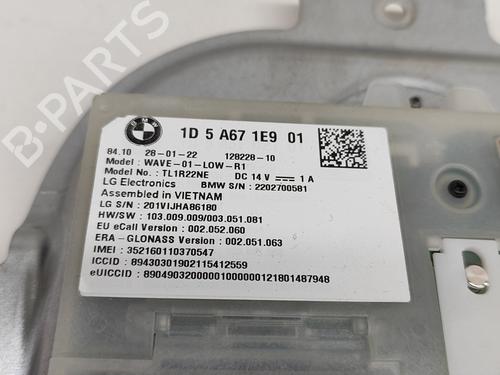 BMW
1D 5 A67 1E9 01
84.10 28-01-22 128228-10
Model : WAVE-01-LOW-R1
Model No. : TL1R22NE DC 14 V ⎓ 1 A
LG Electronics BMW S/N : 2202700581
Assembled in VIETNAM
LG S/N : 201VIJHA86180
HW/SW : 103.009.009/003.051.081
EU eCall Version : 002.052.060
ERA-GLONASS Version : 002.051.063
IMEI : 352160110370547
ICCID : 89430301902115412559
eUICCID : 89049032000001000000121801487948